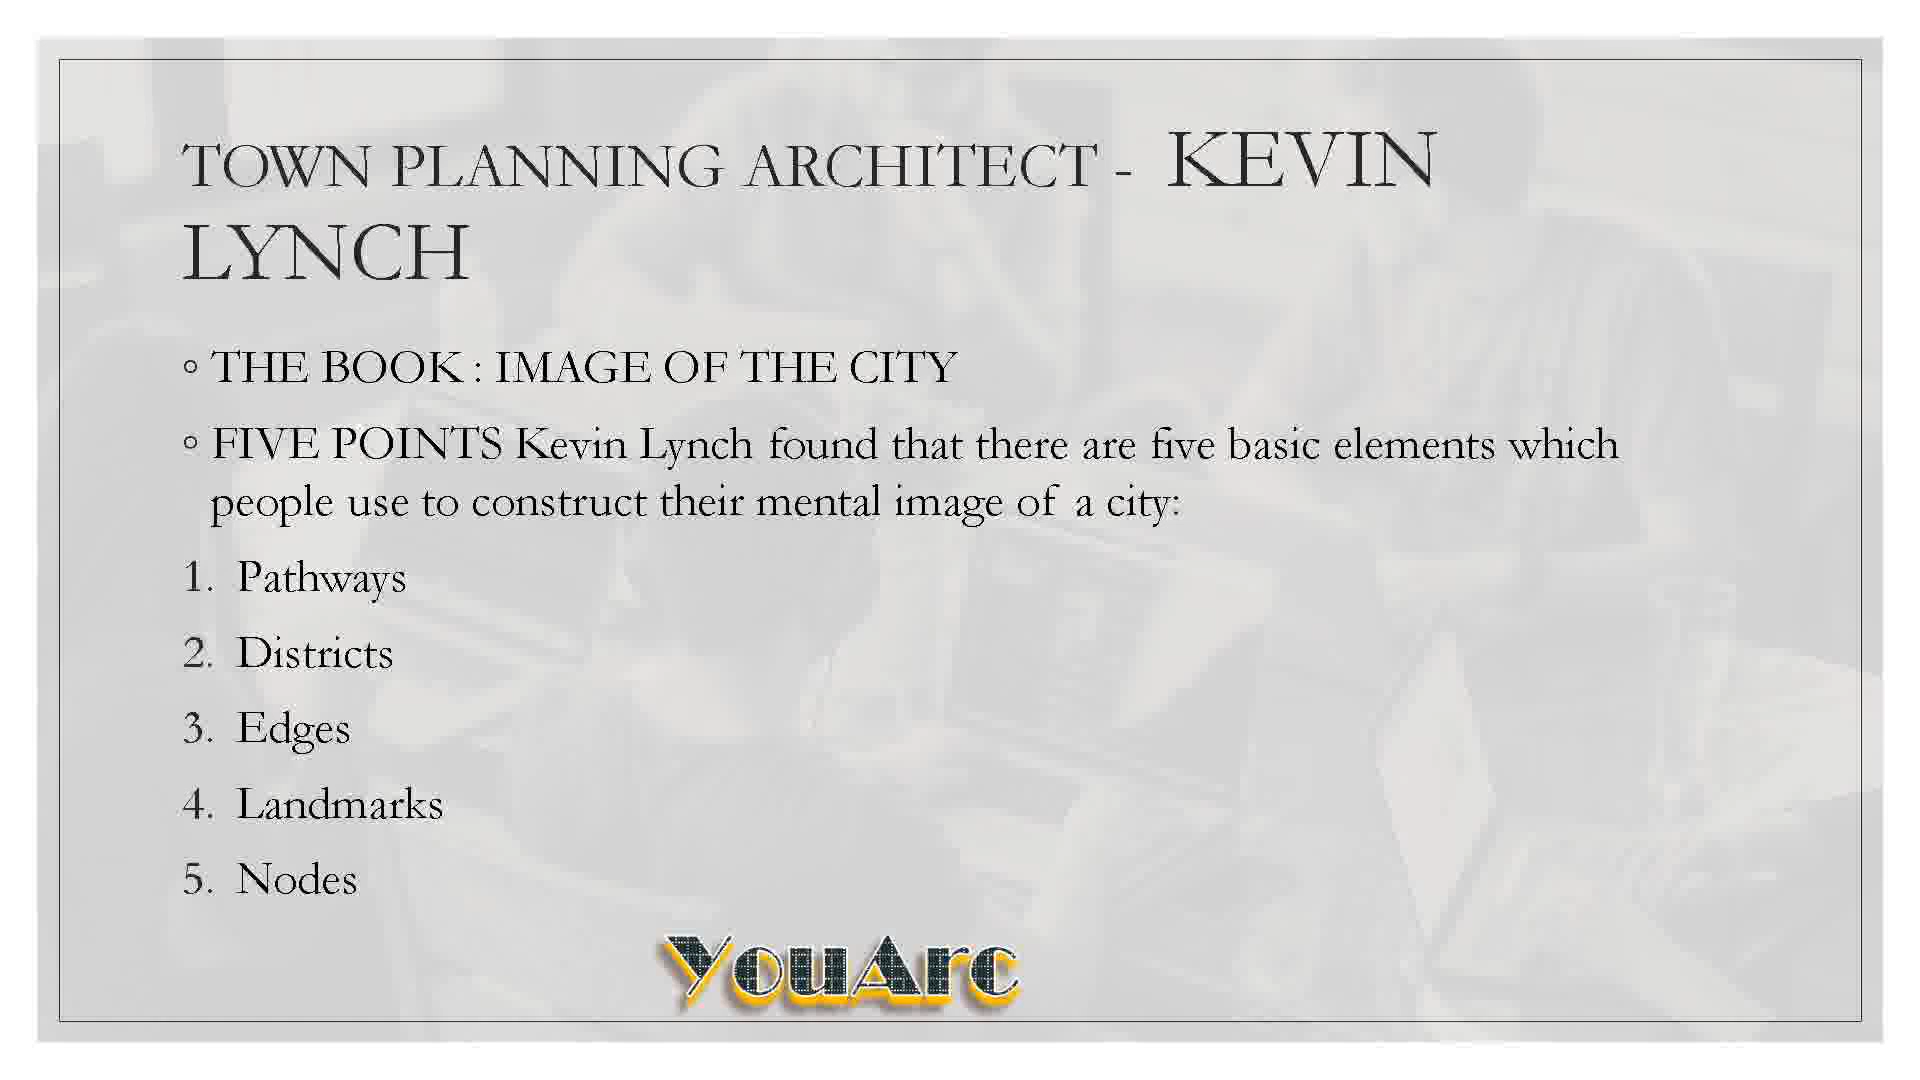 TOWN PLANNING ARCHITECT - KEVIN
LYNCH
◦ THE BOOK : IMAGE OF THE CITY
◦ FIVE POINTS Kevin Lynch found that there are five basic elements which
people use to construct their mental image of a city:
1. Pathways
2. Districts
3. Edges
4. Landmarks
5. Nodes
YouArc